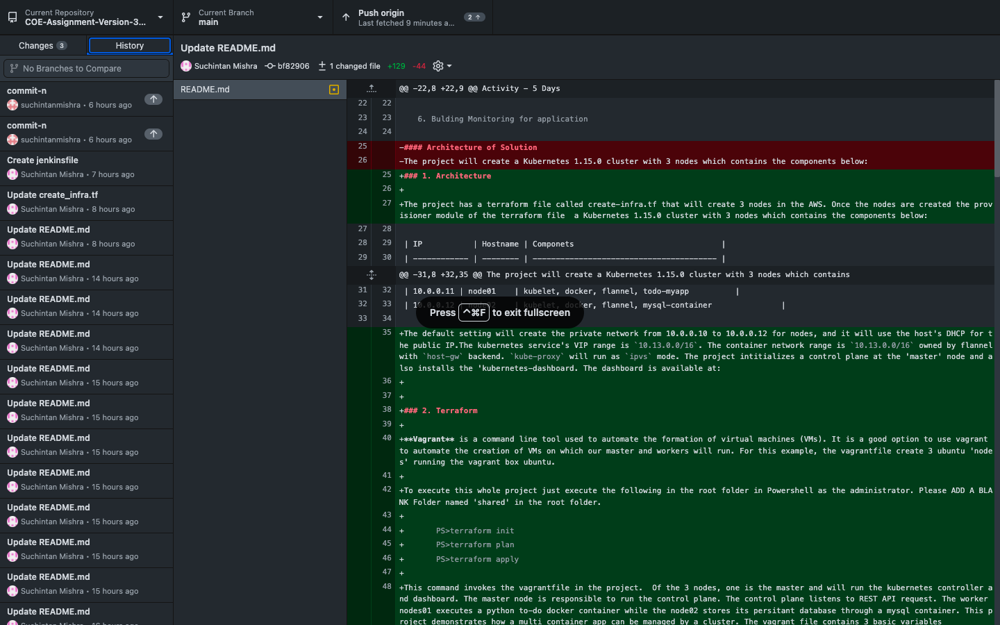 Current Repository
COE-Assignment-Version-3...
Current Branch
main
Push origin
Last fetched 9 minutes a...
2
Changes 3
History
No Branches to Compare
commit-n
suchintanmishra • 6 hours ago
commit-n
suchintanmishra • 6 hours ago
Create jenkinsfile
Suchintan Mishra • 7 hours ago
Update create_infra.tf
Suchintan Mishra • 8 hours ago
Update README.md
Suchintan Mishra • 8 hours ago
Update README.md
Suchintan Mishra • 14 hours ago
Update README.md
Suchintan Mishra • 14 hours ago
Update README.md
Suchintan Mishra • 14 hours ago
Update README.md
Suchintan Mishra • 15 hours ago
Update README.md
Suchintan Mishra • 15 hours ago
Update README.md
Suchintan Mishra • 15 hours ago
Update README.md
Suchintan Mishra • 15 hours ago
Update README.md
Suchintan Mishra • 15 hours ago
Update README.md
Suchintan Mishra • 15 hours ago
Update README.md
Suchintan Mishra • 15 hours ago
Update README.md
Update README.md
Suchintan Mishra bf82906 1 changed file +129 -44
README.md
@@ -22,8 +22,9 @@ Activity - 5 Days
22 22
23 23 6. Bulding Monitoring for application
24 24
25 -#### Architecture of Solution
26 -The project will create a Kubernetes 1.15.0 cluster with 3 nodes which contains the components below:
25 +### 1. Architecture
26 +
27 +The project has a terraform file called create-infra.tf that will create 3 nodes in the AWS. Once the nodes are created the prov
isioner module of the terraform file  a Kubernetes 1.15.0 cluster with 3 nodes which contains the components below:
27 28
28 29 | IP | Hostname | Componets |
29 30 | ------------ | -------- | ---------------------------------------- |
@@ -31,8 +32,35 @@ The project will create a Kubernetes 1.15.0 cluster with 3 nodes which contains
31 32 | 10.0.0.11 | node01 | kubelet, docker, flannel, todo-myapp |
32 33 | 10.0.0.12 | node02 | kubelet, docker, flannel, mysql-container |
33 34
Press ^⌘F to exit fullscreen
35 +The default setting will create the private network from 10.0.0.10 to 10.0.0.12 for nodes, and it will use the host's DHCP for t
he public IP.The kubernetes service's VIP range is `10.13.0.0/16`. The container network range is `10.13.0.0/16` owned by flannel
with `host-gw` backend. `kube-proxy` will run as `ipvs` mode. The project intitializes a control plane at the 'master' node and a
lso installs the 'kubernetes-dashboard. The dashboard is available at:
36 +
37 +
38 +### 2. Terraform
39 +
40 +**Vagrant** is a command line tool used to automate the formation of virtual machines (VMs). It is a good option to use vagrant
to automate the creation of VMs on which our master and workers will run. For this example, the vagrantfile create 3 ubuntu 'node
s' running the vagrant box ubuntu.
41 +
42 +To execute this whole project just execute the following in the root folder in Powershell as the administrator. Please ADD A BLA
NK Folder named 'shared' in the root folder.
43 +
44 + PS>terraform init
45 + PS>terraform plan
46 + PS>terraform apply
47 +
48 +This command invokes the vagrantfile in the project.  Of the 3 nodes, one is the master and will run the kubernetes controller a
nd dashboard. The master node is responsible to run the control plane. The control plane listens to REST API request. The worker
nodes01 executes a python to-do docker container while the node02 stores its persitant database through a mysql container. This p
roject demonstrates how a multi container app can be managed by a cluster. The vagrant file contains 3 basic variables